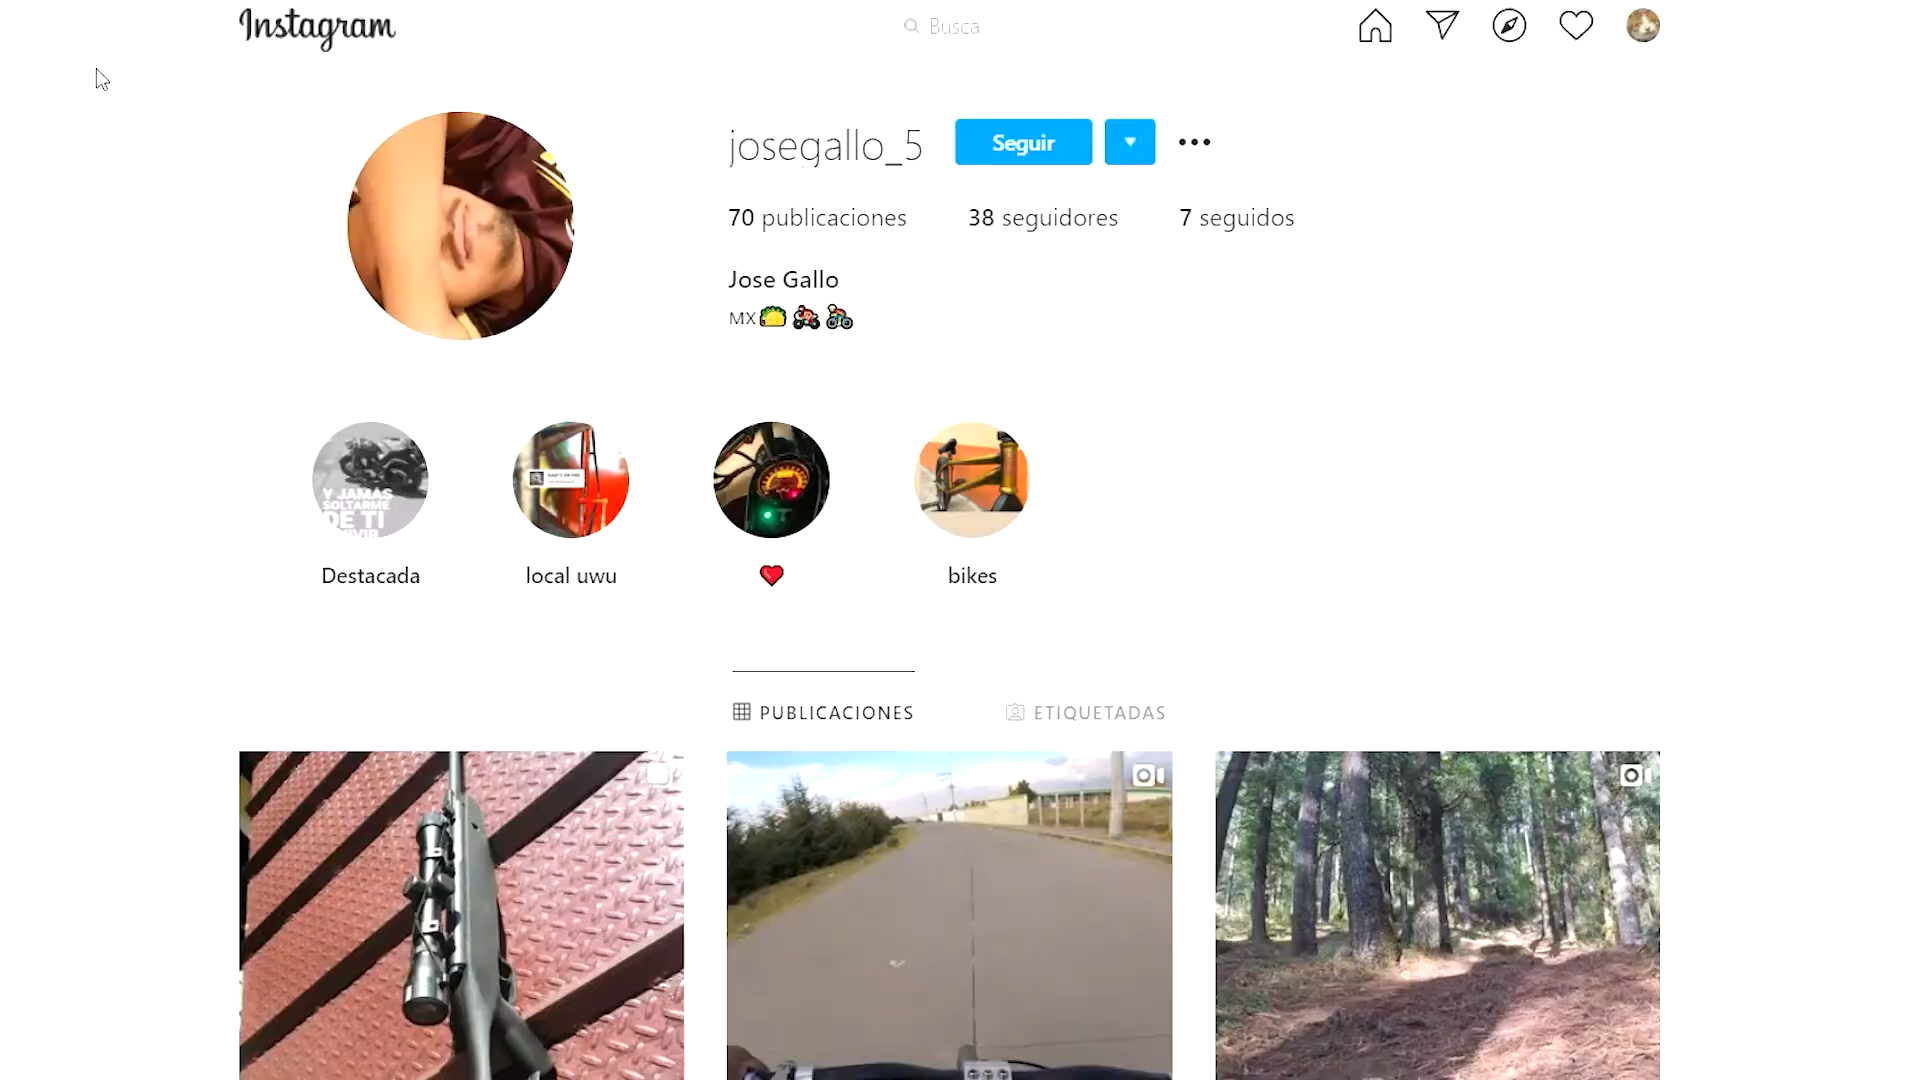 Instagram
Busca
josegallo_5
Seguir
70 publicaciones
38 seguidores
7 seguidos
Jose Gallo
MX
Y JAMÁS
SOLTARME
DE TI
Destacada
local uwu
bikes
PUBLICACIONES
ETIQUETADAS